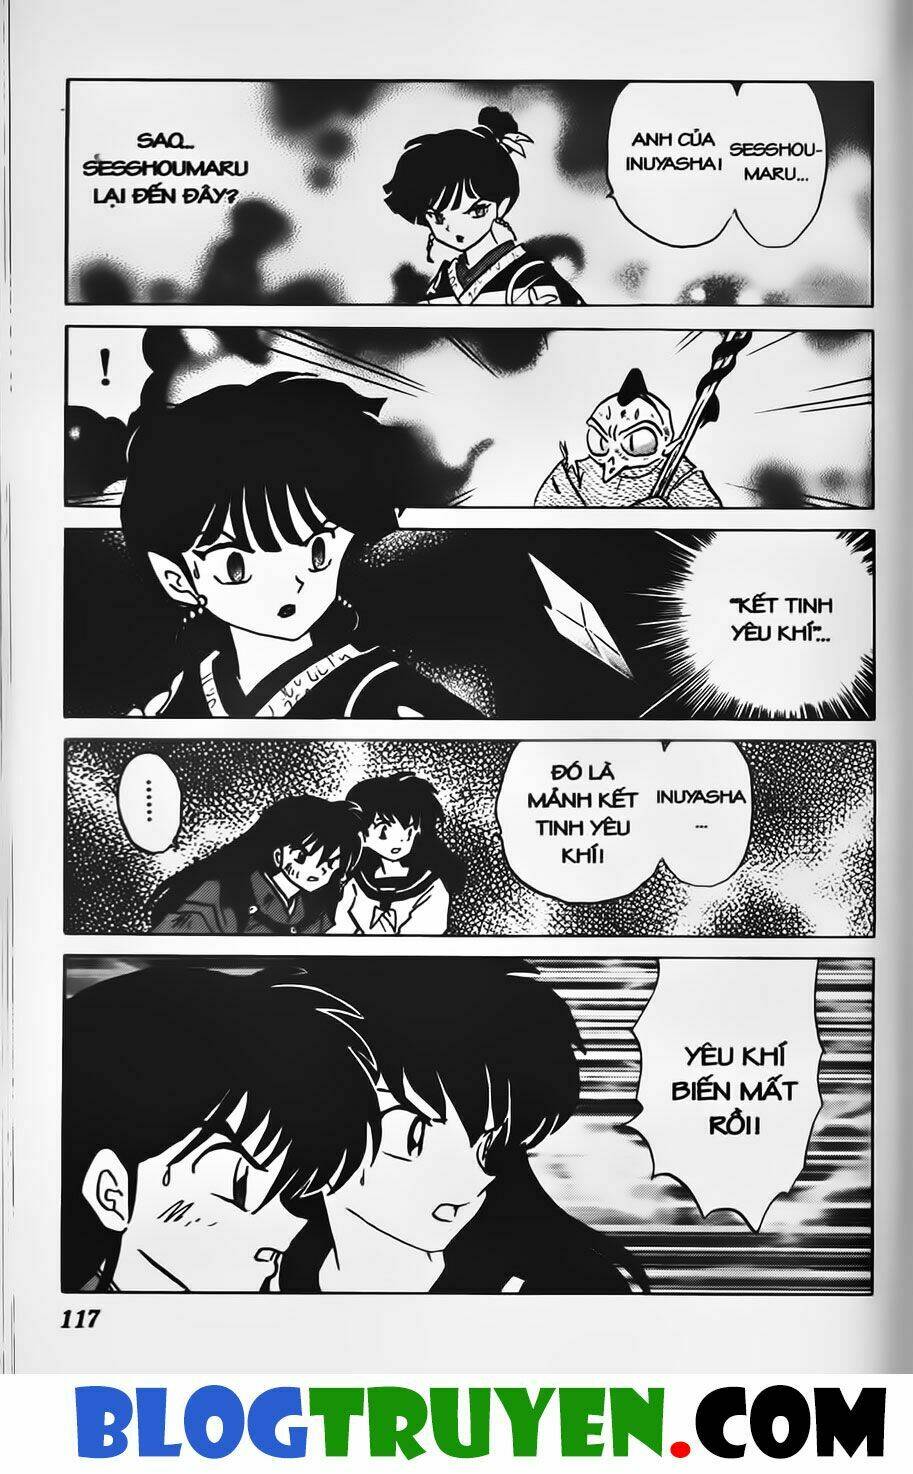 SESSHOU-
MARU...
ANH CỦA
INUYASHA!
SAO...
SESSHOUMARU
LẠI ĐẾN ĐÂY?
!
"KẾT TINH
YÊU KHÍ"...
INUYASHA
...
ĐÓ LÀ
MẢNH KẾT
TINH YÊU
KHÍ!
.......
YÊU KHÍ
BIẾN MẤT
RỒI!
117
BLOGTRUYEN.COM